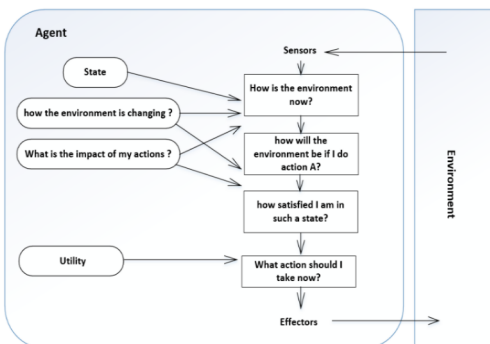 Agent
Sensors
State
How is the environment
now?
how the environment is changing ?
What is the impact of my actions ?
how will the
environment be if I do
action A?
how satisfied I am in
such a state?
Utility
What action should I
take now?
Effectors
Environment